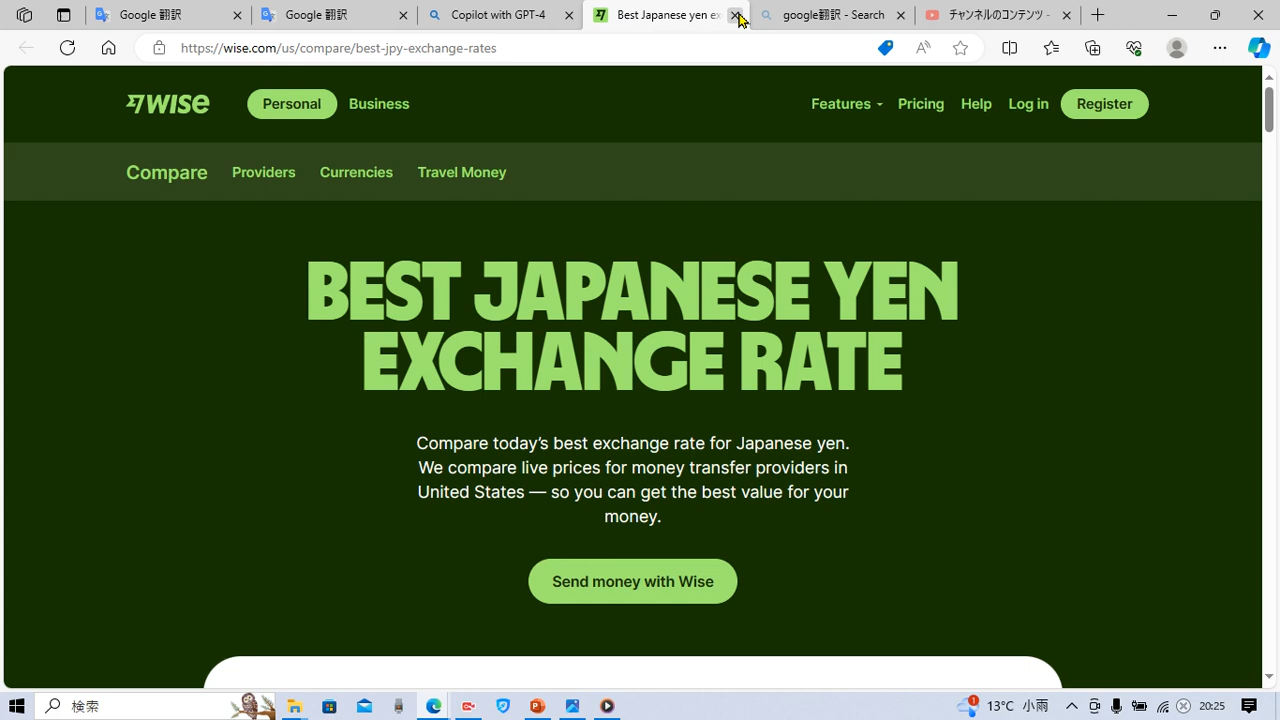 Google 翻訳
Google 翻訳
Copilot with GPT-4
Best Japanese yen ex
google翻訳 - Search
チャンネルのコンテンツ -
https://wise.com/us/compare/best-jpy-exchange-rates
WISE
Personal
Business
Features
Pricing
Help
Log in
Register
Compare
Providers
Currencies
Travel Money
BEST JAPANESE YEN
EXCHANGE RATE
Compare today's best exchange rate for Japanese yen.
We compare live prices for money transfer providers in
United States — so you can get the best value for your
money.
Send money with Wise
検索
1
13°C 小雨
20:25